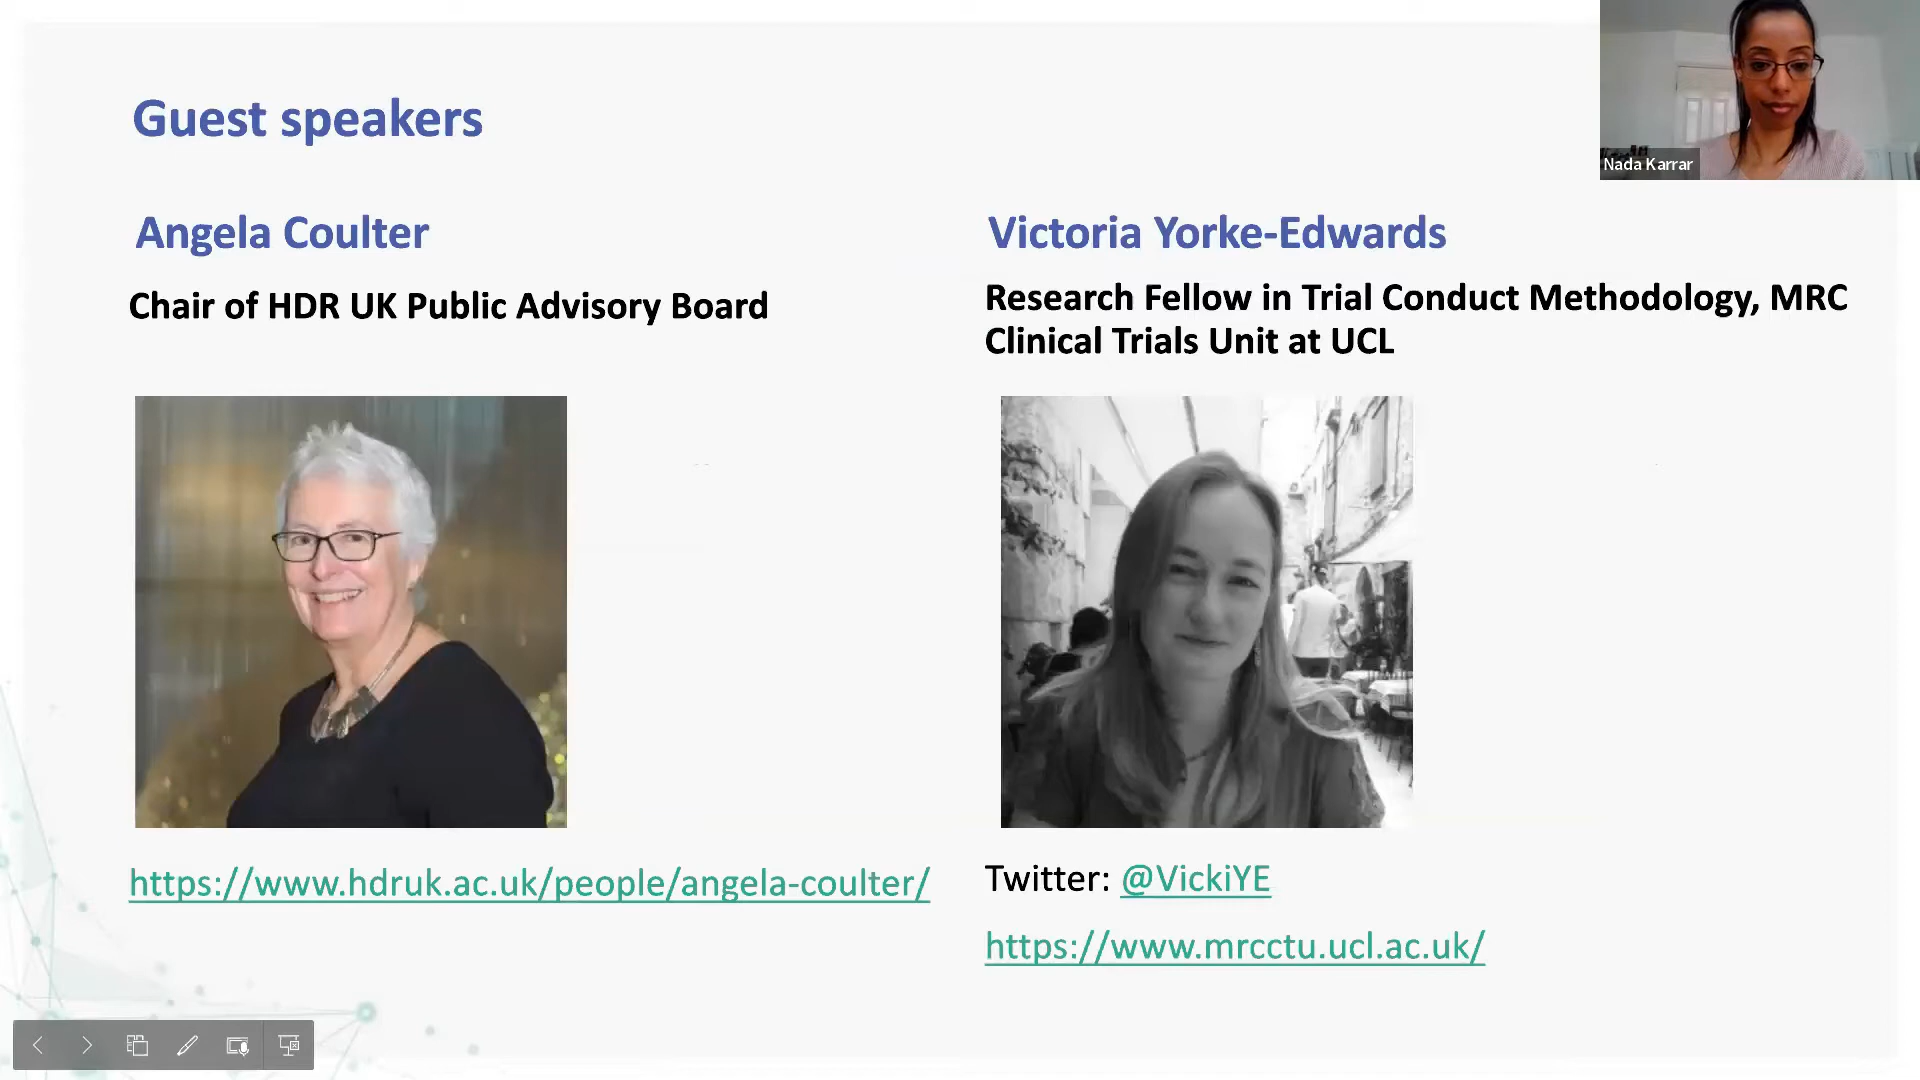 Guest speakers
Nada Karrar
Angela Coulter
Chair of HDR UK Public Advisory Board
https://www.hdruk.ac.uk/people/angela-coulter/
Victoria Yorke-Edwards
Research Fellow in Trial Conduct Methodology, MRC
Clinical Trials Unit at UCL
Twitter: @VickiYE
https://www.mrcctu.ucl.ac.uk/